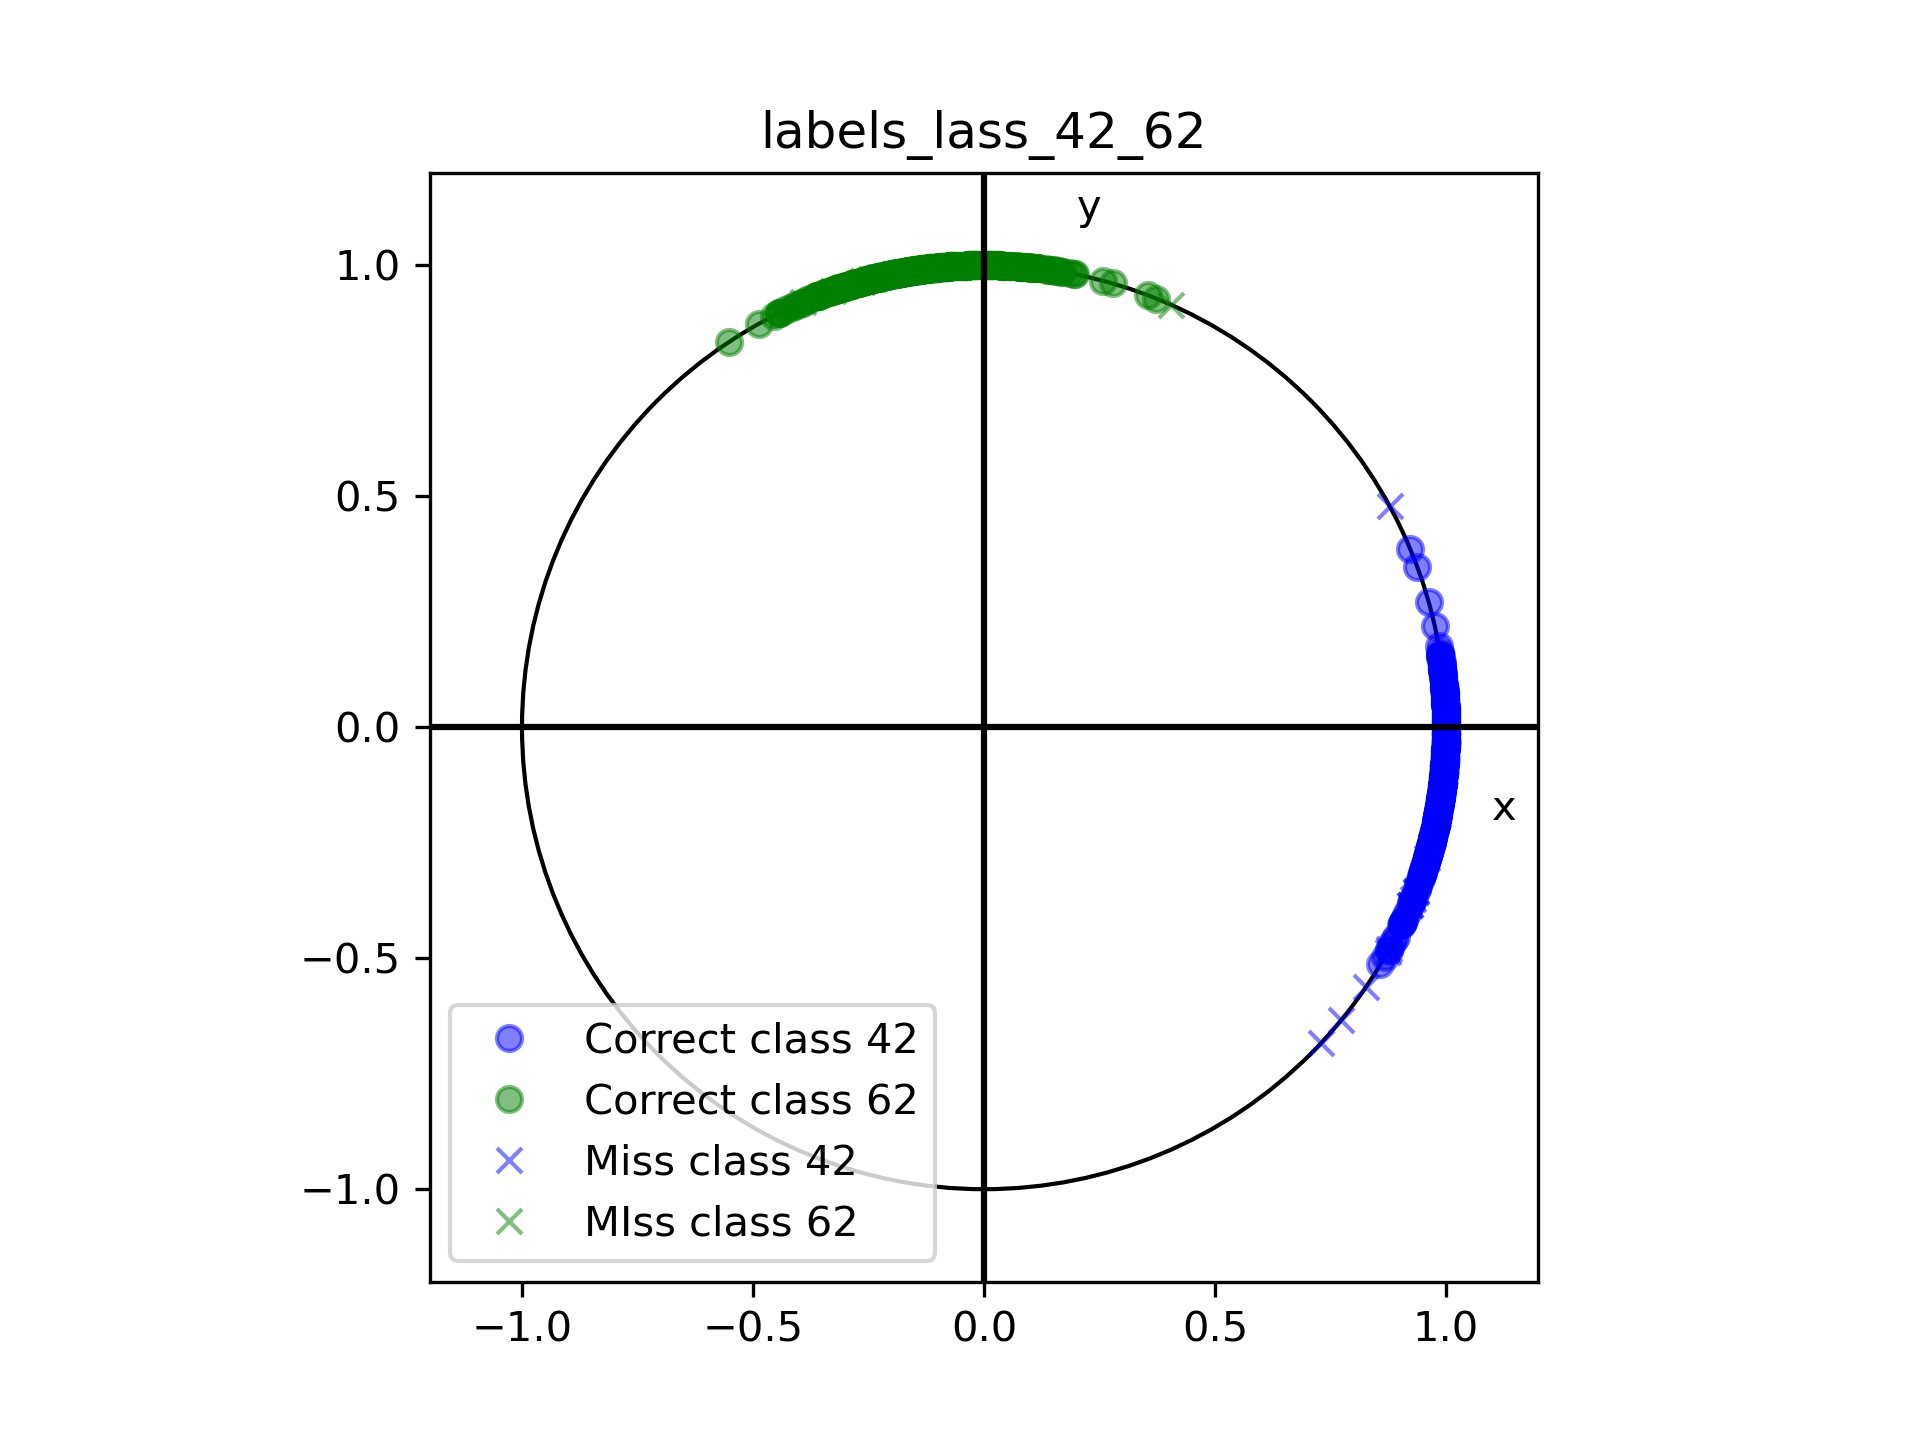 labels_lass_42_62
y
1.0
0.5
0.0
−0.5
−1.0
x
Correct class 42
Correct class 62
Miss class 42
MIss class 62
−1.0 −0.5 0.0 0.5 1.0